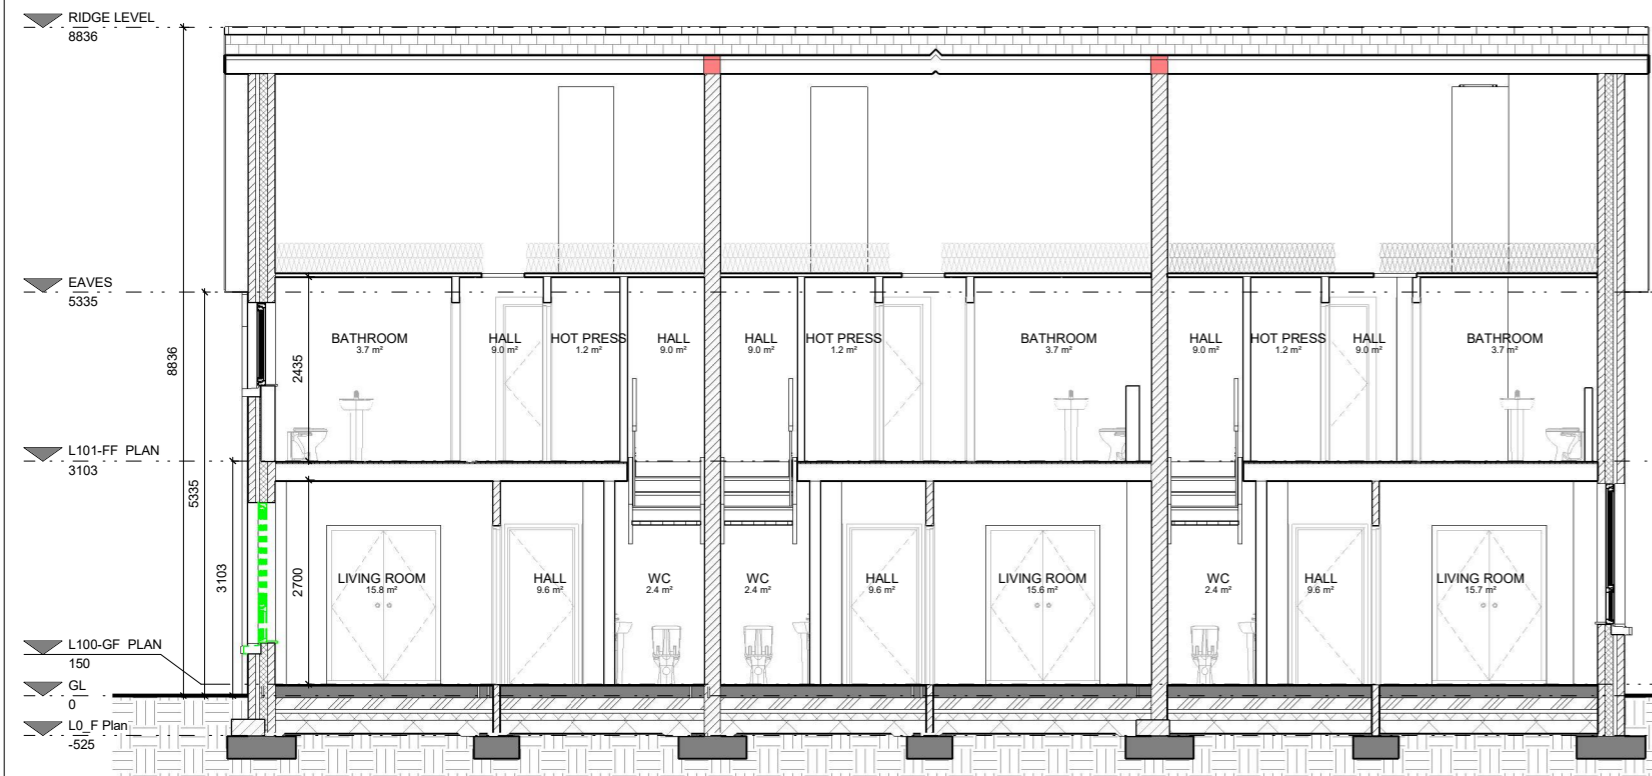 RIDGE LEVEL
8836
EAVES
5335
8836
2435
BATHROOM
3.7 m²
HALL
9.0 m²
HOT PRESS
1.2 m²
HALL
9.0 m²
HALL
9.0 m²
HOT PRESS
1.2 m²
BATHROOM
3.7 m²
HALL
9.0 m²
HOT PRESS
1.2 m²
HALL
9.0 m²
BATHROOM
3.7 m²
L101-FF PLAN
3103
5335
3103
2700
LIVING ROOM
15.8 m²
HALL
9.6 m²
WC
2.4 m²
WC
2.4 m²
HALL
9.6 m²
LIVING ROOM
15.6 m²
WC
2.4 m²
HALL
9.6 m²
LIVING ROOM
15.7 m²
L100-GF PLAN
150
GL
0
L0_F Plan
-525